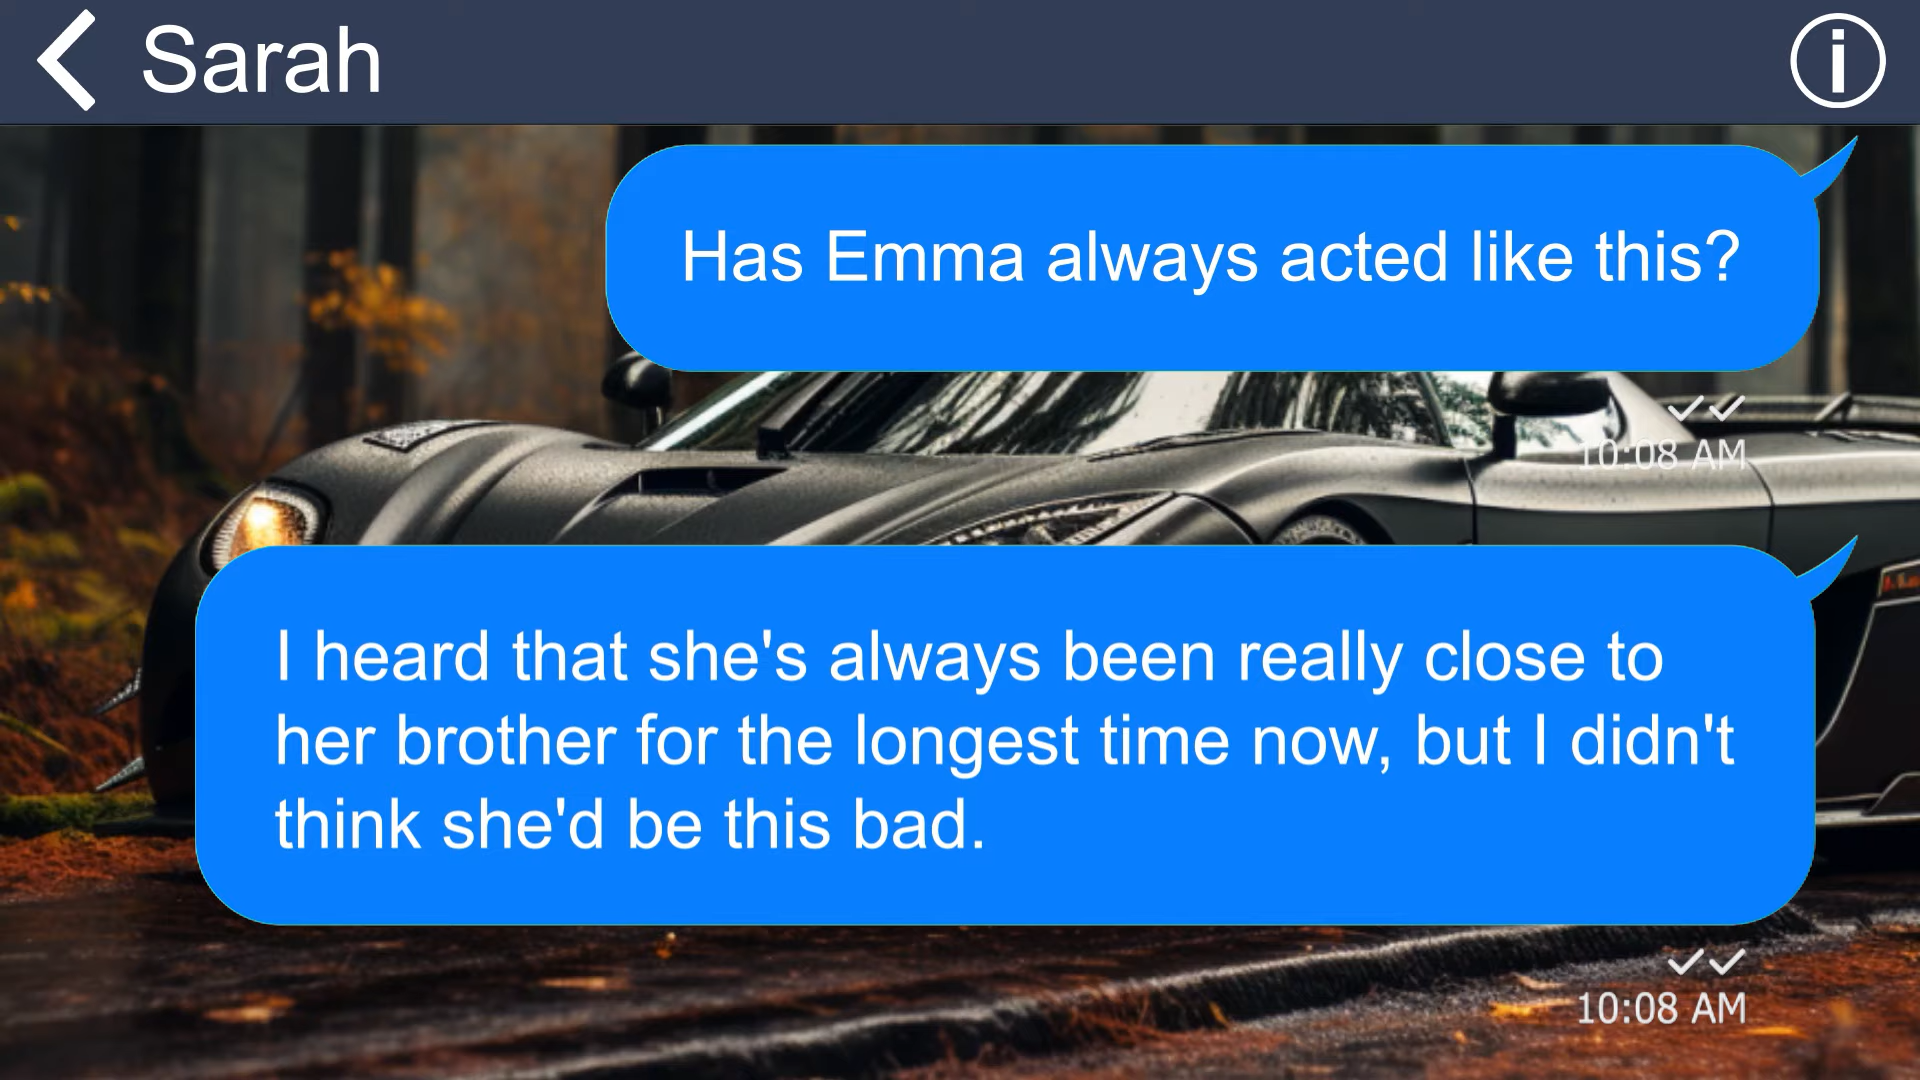 Sarah
Has Emma always acted like this?
10:08 AM
I heard that she's always been really close to
her brother for the longest time now, but I didn't
think she'd be this bad.
10:08 AM